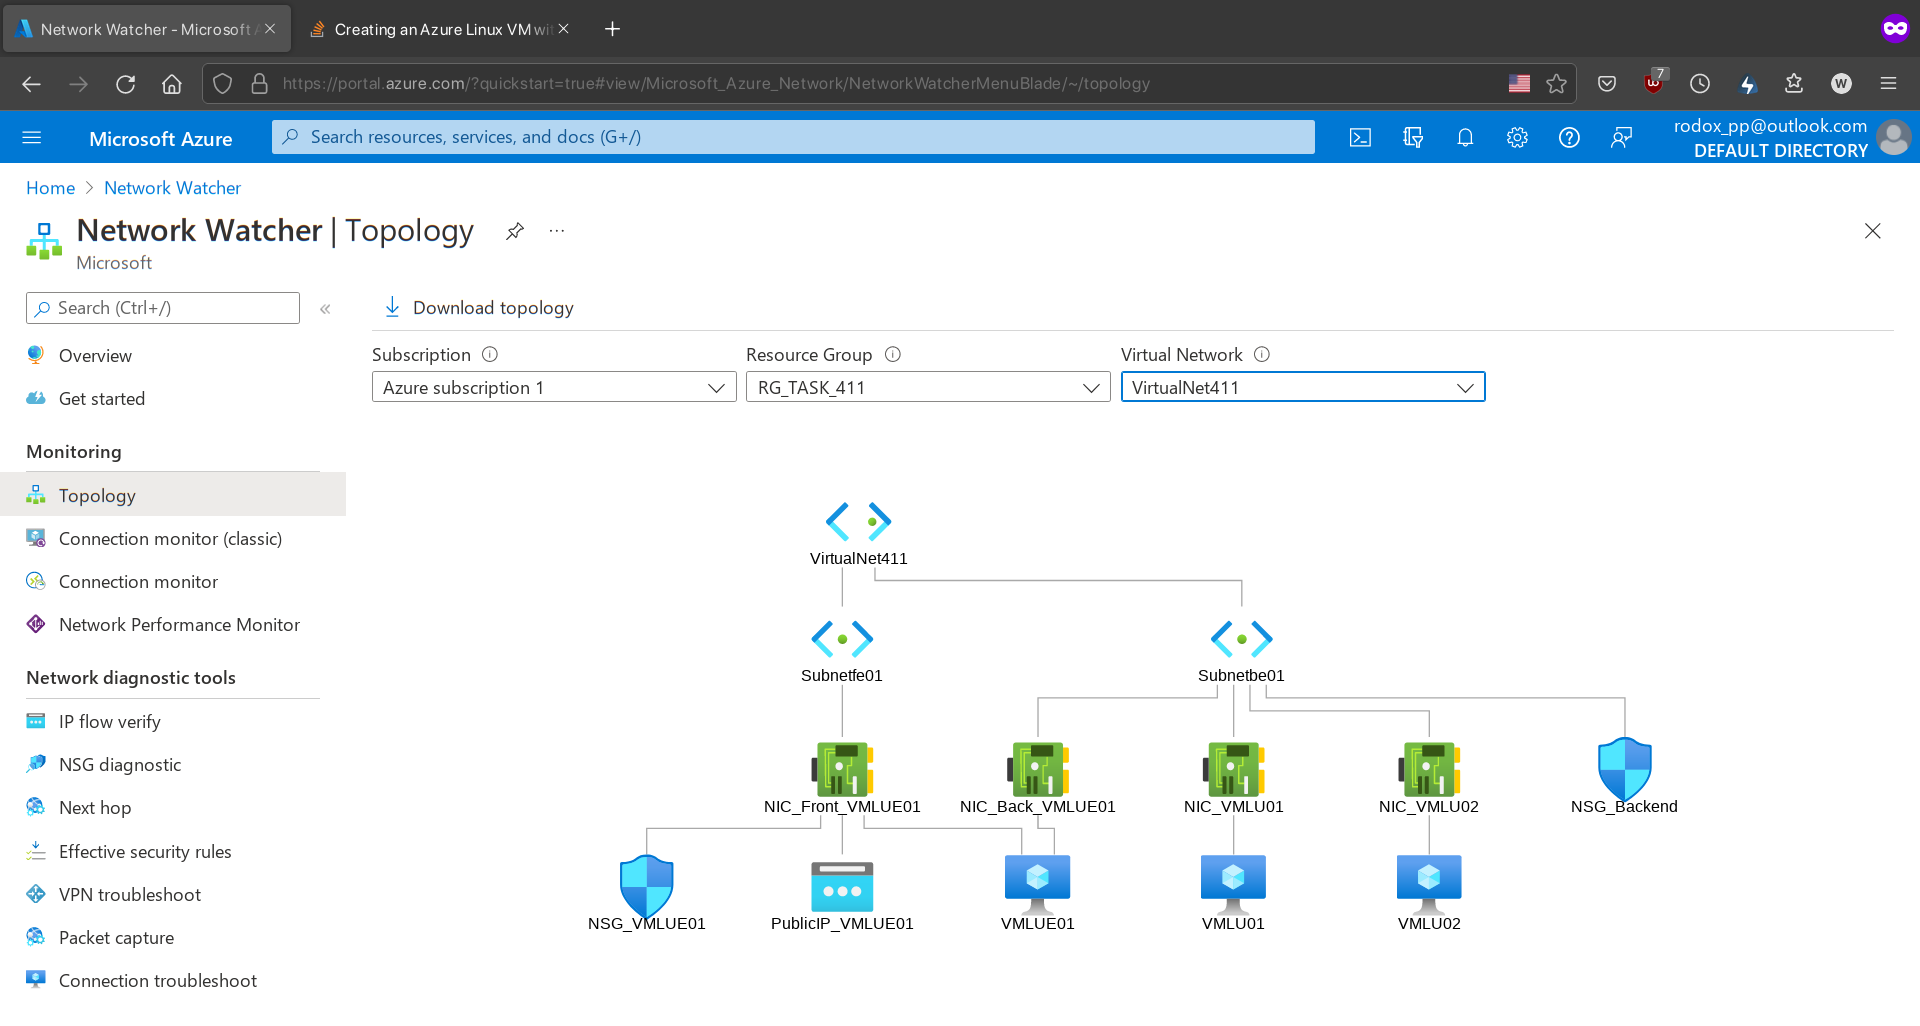 Network Watcher - Microsoft A
Creating an Azure Linux VM wit
https://portal.azure.com/?quickstart=true#view/Microsoft_Azure_Network/NetworkWatcherMenuBlade/~/topology
7
W
Microsoft Azure
Search resources, services, and docs (G+/)
rodox_pp@outlook.com
DEFAULT DIRECTORY
Home > Network Watcher
Network Watcher | Topology
Microsoft
Search (Ctrl+/)
«
Download topology
Overview
Get started
Monitoring
Topology
Connection monitor (classic)
Connection monitor
Network Performance Monitor
Network diagnostic tools
IP flow verify
NSG diagnostic
Next hop
Effective security rules
VPN troubleshoot
Packet capture
Connection troubleshoot
Subscription
Resource Group
Virtual Network
Azure subscription 1
RG_TASK_411
VirtualNet411
VirtualNet411
Subnetfe01
Subnetbe01
NIC_Front_VMLUE01
NIC_Back_VMLUE01
NIC_VMLU01
NIC_VMLU02
NSG_Backend
NSG_VMLUE01
PublicIP_VMLUE01
VMLUE01
VMLU01
VMLU02